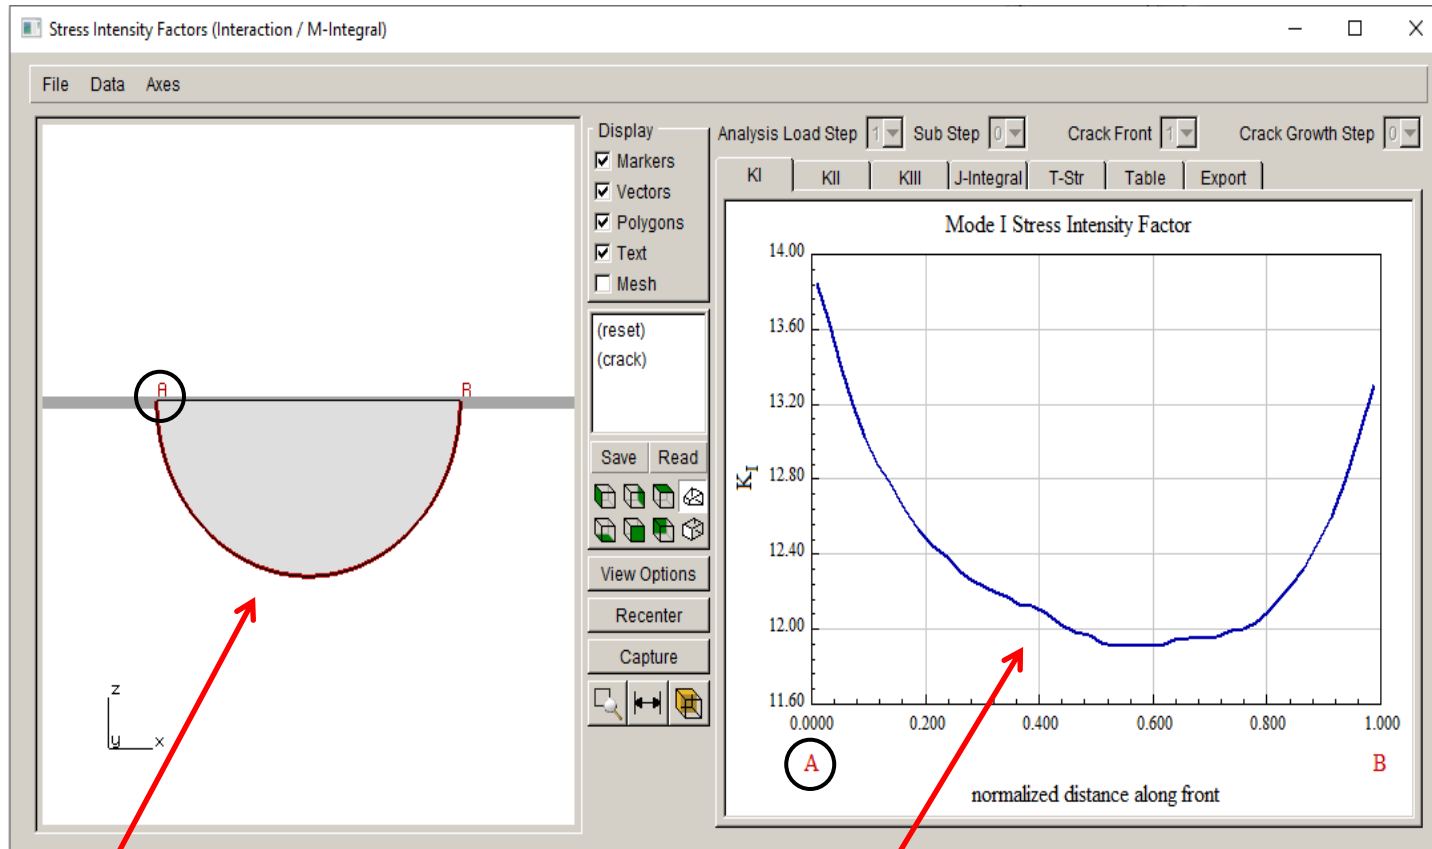 Stress Intensity Factors (Interaction / M-Integral)
File Data Axes
Display
Markers
Vectors
Polygons
Text
Mesh
(reset)
(crack)
Save Read
View Options
Recenter
Capture
A B
z
y x
Analysis Load Step 1 Sub Step 0 Crack Front 1 Crack Growth Step 0
KI KII KIII J-Integral T-Str Table Export
Mode I Stress Intensity Factor
14.00
13.60
13.20
12.80
12.40
12.00
11.60
KI
0.0000 0.200 0.400 0.600 0.800 1.000
A B
normalized distance along front